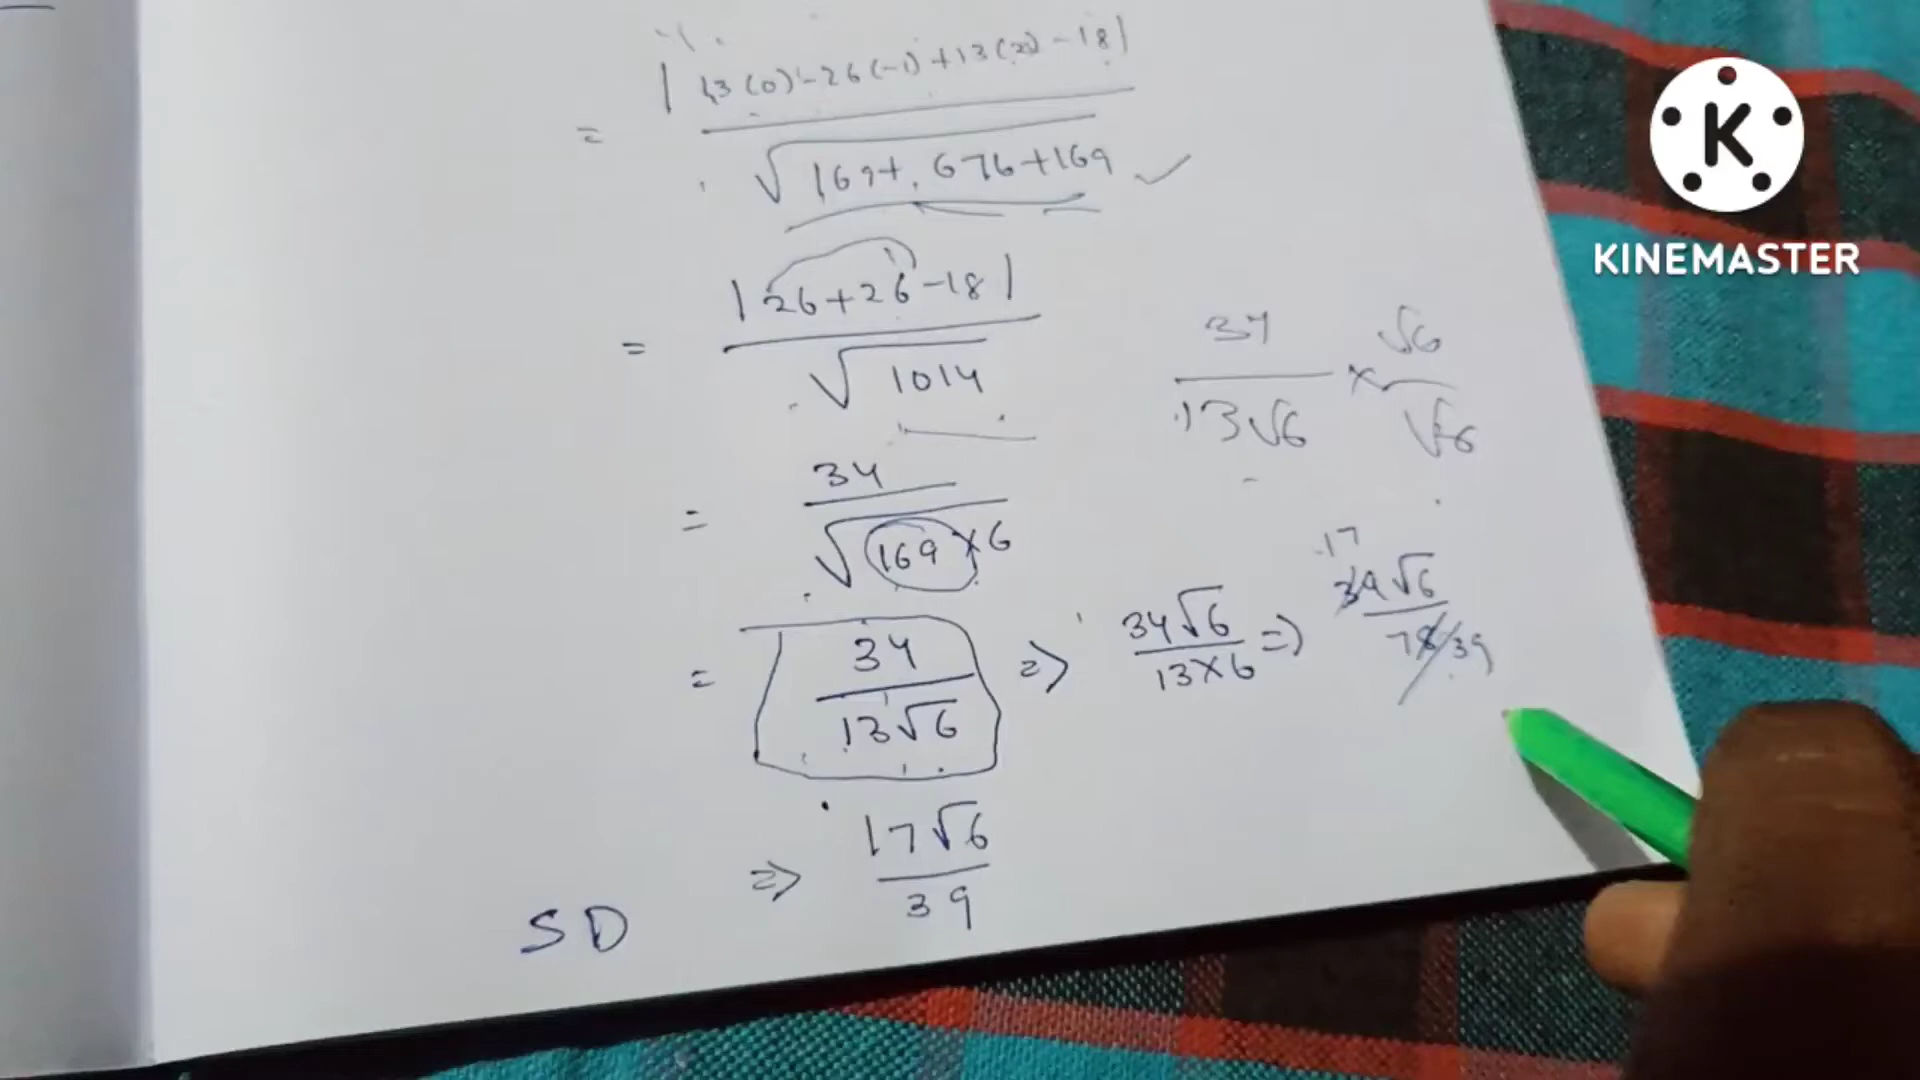 | 13(0) - 26(-1) + 13(2) - 18 |
= √169 + 676 + 169 ✓
| 26 + 26 - 18 |
= √1014
34/13√6 × √6/√6
34
= √169 × 6
= 34/13√6 ⇒ 34√6/13×6 ⇒ 34√6/78 17 39
⇒ 17√6/39
SD
K
KINEMASTER